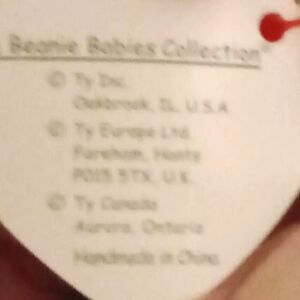 Beanie Babies Collection
© Ty Inc.
Oakbrook, IL, U.S.A.
© Ty Europe Ltd.
Fareham, Hants
PO15 5TX, U.K.
© Ty Canada
Aurora, Ontario
Handmade in China